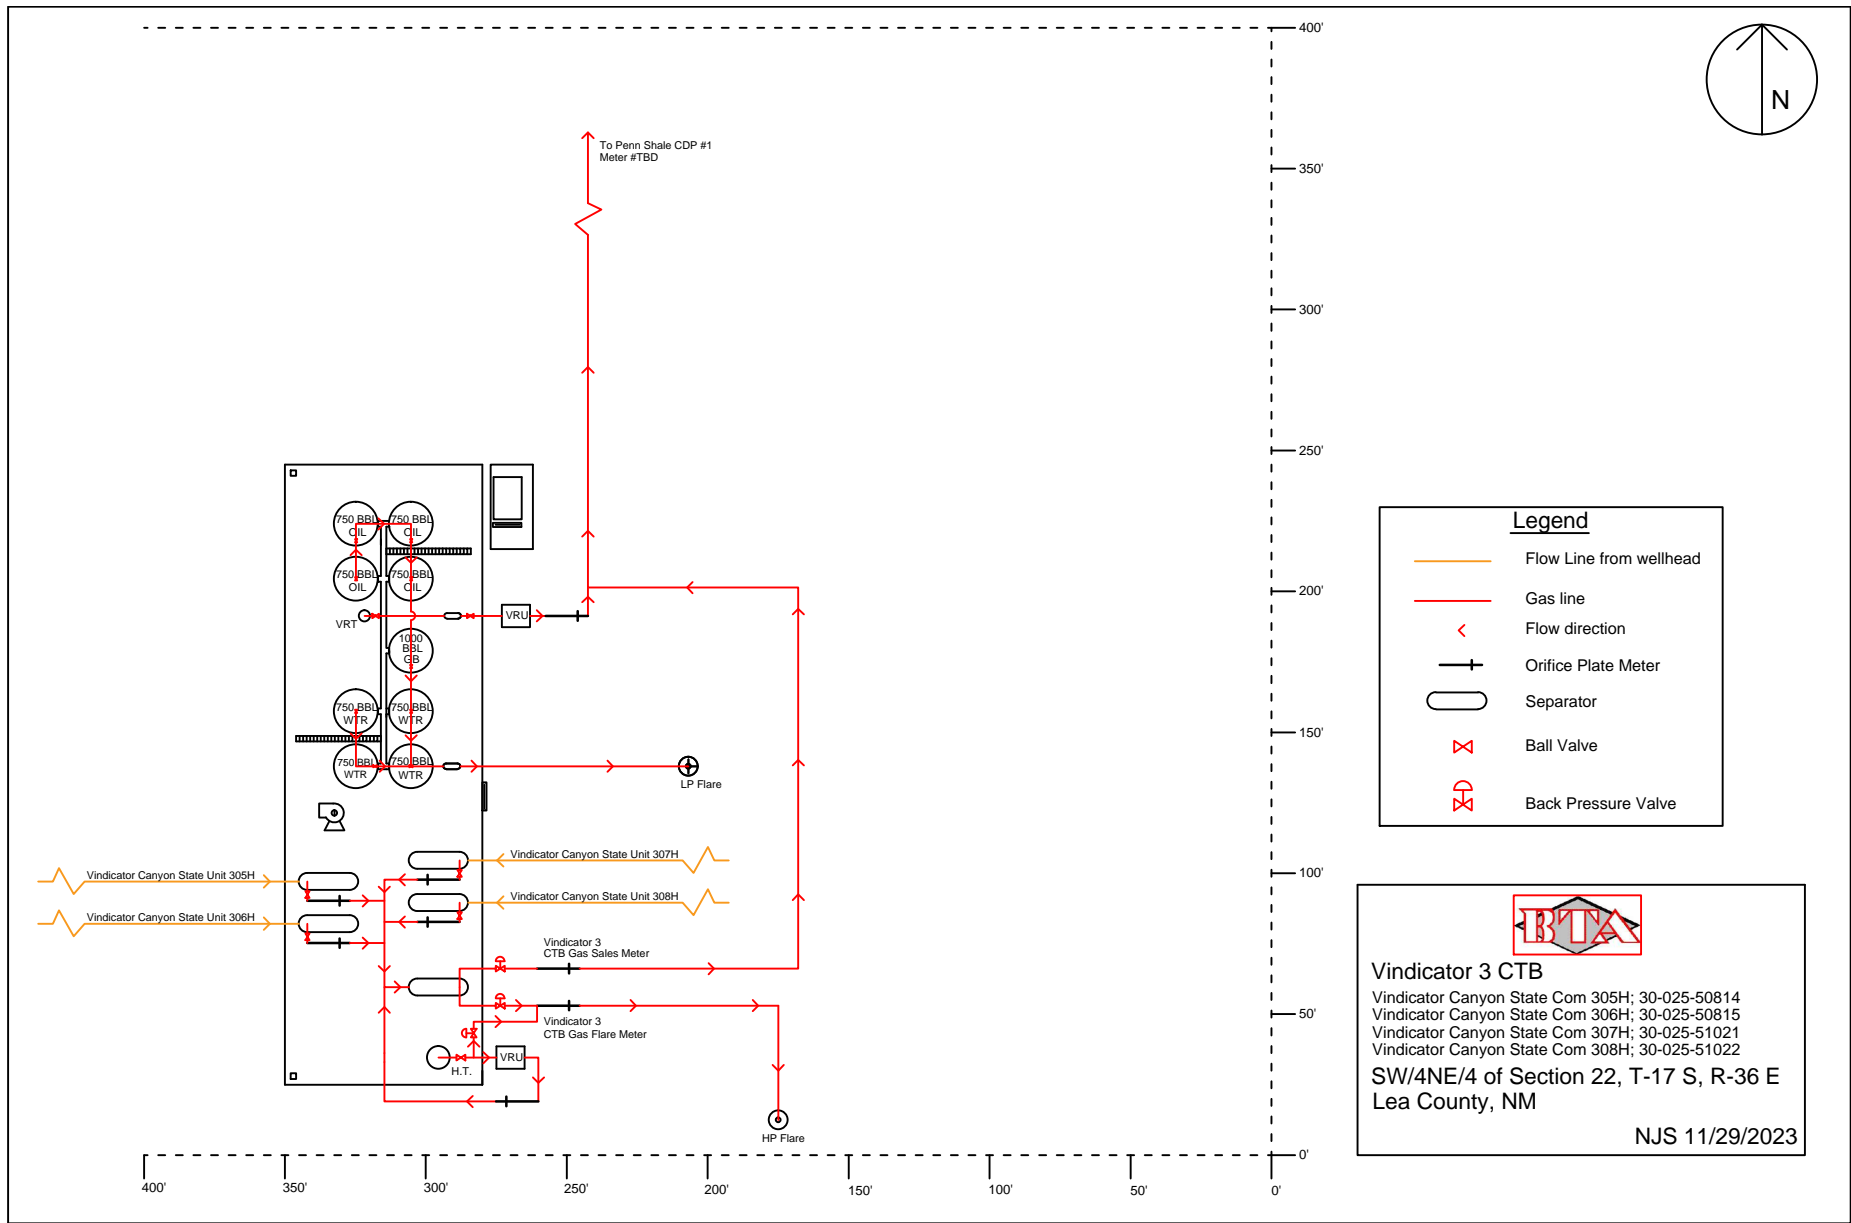 400'
N
To Penn Shale CDP #1
Meter #TBD
350'
300'
250'
750 BBL
OIL
750 BBL
OIL
750 BBL
OIL
750 BBL
OIL
VRT
VRU
1000
BBL
GB
750 BBL
WTR
750 BBL
WTR
750 BBL
WTR
750 BBL
WTR
LP Flare
200'
150'
100'
50'
0'
Vindicator Canyon State Unit 307H
Vindicator Canyon State Unit 305H
Vindicator Canyon State Unit 308H
Vindicator Canyon State Unit 306H
Vindicator 3
CTB Gas Sales Meter
Vindicator 3
CTB Gas Flare Meter
VRU
H.T.
HP Flare
400'
350'
300'
250'
200'
150'
100'
50'
0'
Legend
Flow Line from wellhead
Gas line
Flow direction
Orifice Plate Meter
Separator
Ball Valve
Back Pressure Valve
BTA
Vindicator 3 CTB
Vindicator Canyon State Com 305H; 30-025-50814
Vindicator Canyon State Com 306H; 30-025-50815
Vindicator Canyon State Com 307H; 30-025-51021
Vindicator Canyon State Com 308H; 30-025-51022
SW/4NE/4 of Section 22, T-17 S, R-36 E
Lea County, NM
NJS 11/29/2023